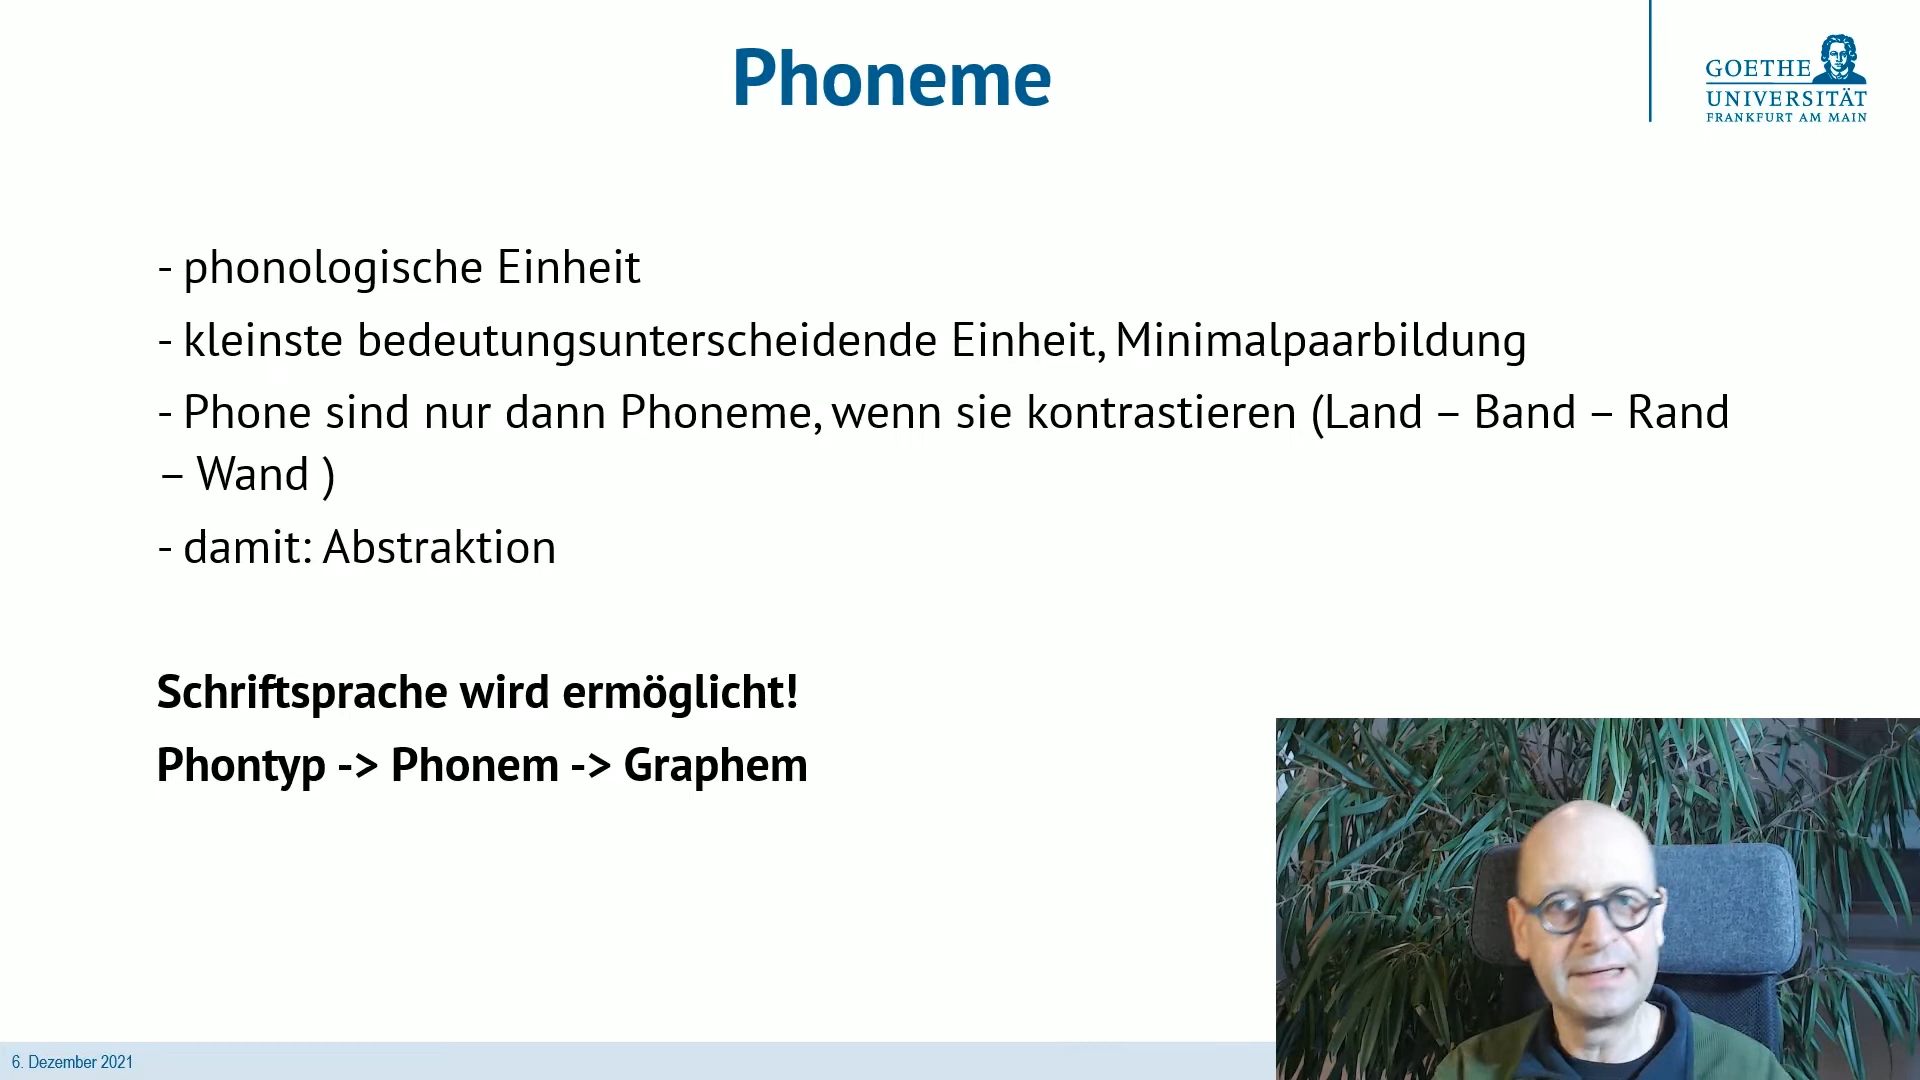 Phoneme
GOETHE
UNIVERSITÄT
FRANKFURT AM MAIN
- phonologische Einheit
- kleinste bedeutungsunterscheidende Einheit, Minimalpaarbildung
- Phone sind nur dann Phoneme, wenn sie kontrastieren (Land – Band – Rand
– Wand )
- damit: Abstraktion
Schriftsprache wird ermöglicht!
Phontyp -> Phonem -> Graphem
6. Dezember 2021